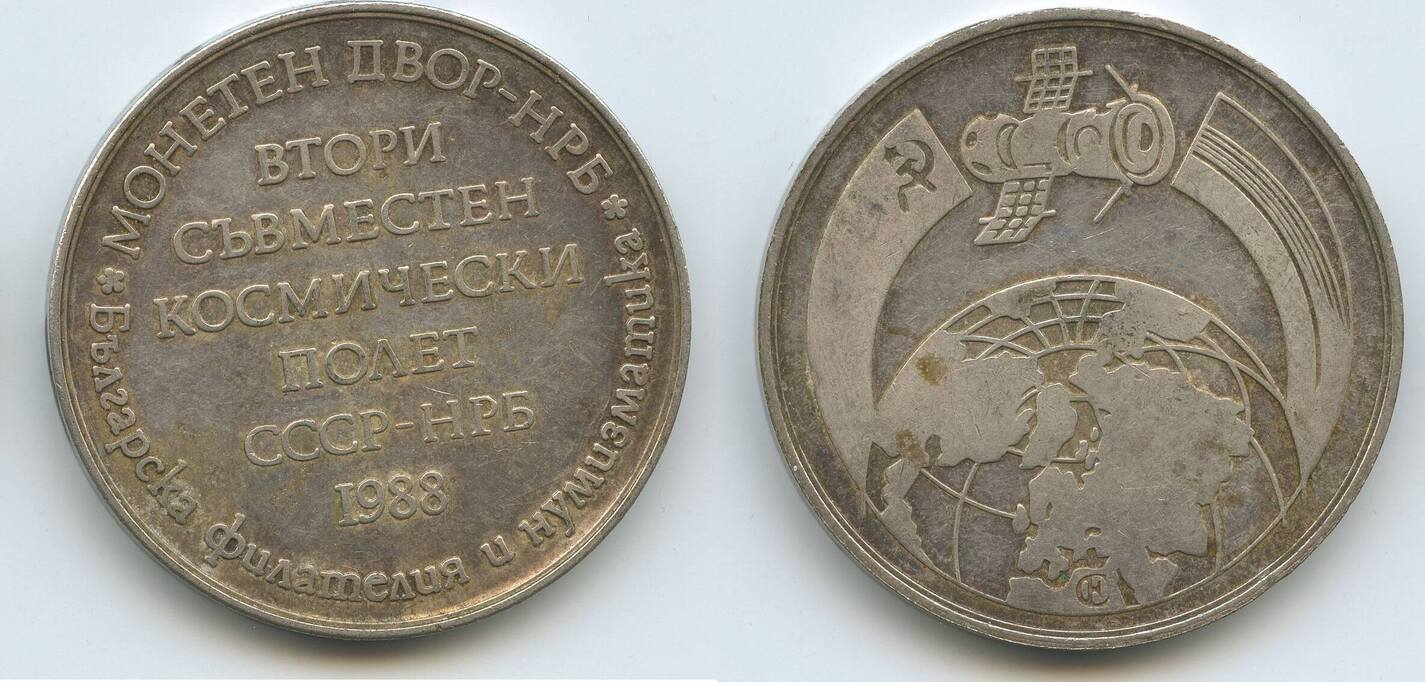 МОНЕТЕН ДВОР-НРБ
ВТОРИ
СЪВМЕСТЕН
КОСМИЧЕСКИ
ПОЛЕТ
СССР-НРБ
1988
Българска филателия и нумизматика